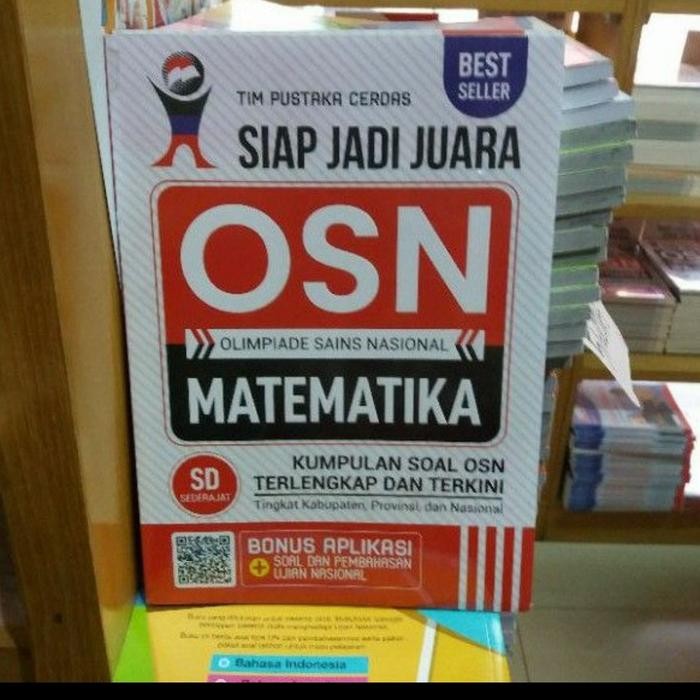 BEST
SELLER
TIM PUSTAKA CERDAS
SIAP JADI JUARA
OSN
OLIMPIADE SAINS NASIONAL
MATEMATIKA
SD
SEDERAJAT
KUMPULAN SOAL OSN
TERLENGKAP DAN TERKINI
Tingkat Kabupaten, Provinsi, dan Nasional
BONUS APLIKASI
+ SOAL DAN PEMBAHASAN
UJIAN NASIONAL
Bahasa Indonesia